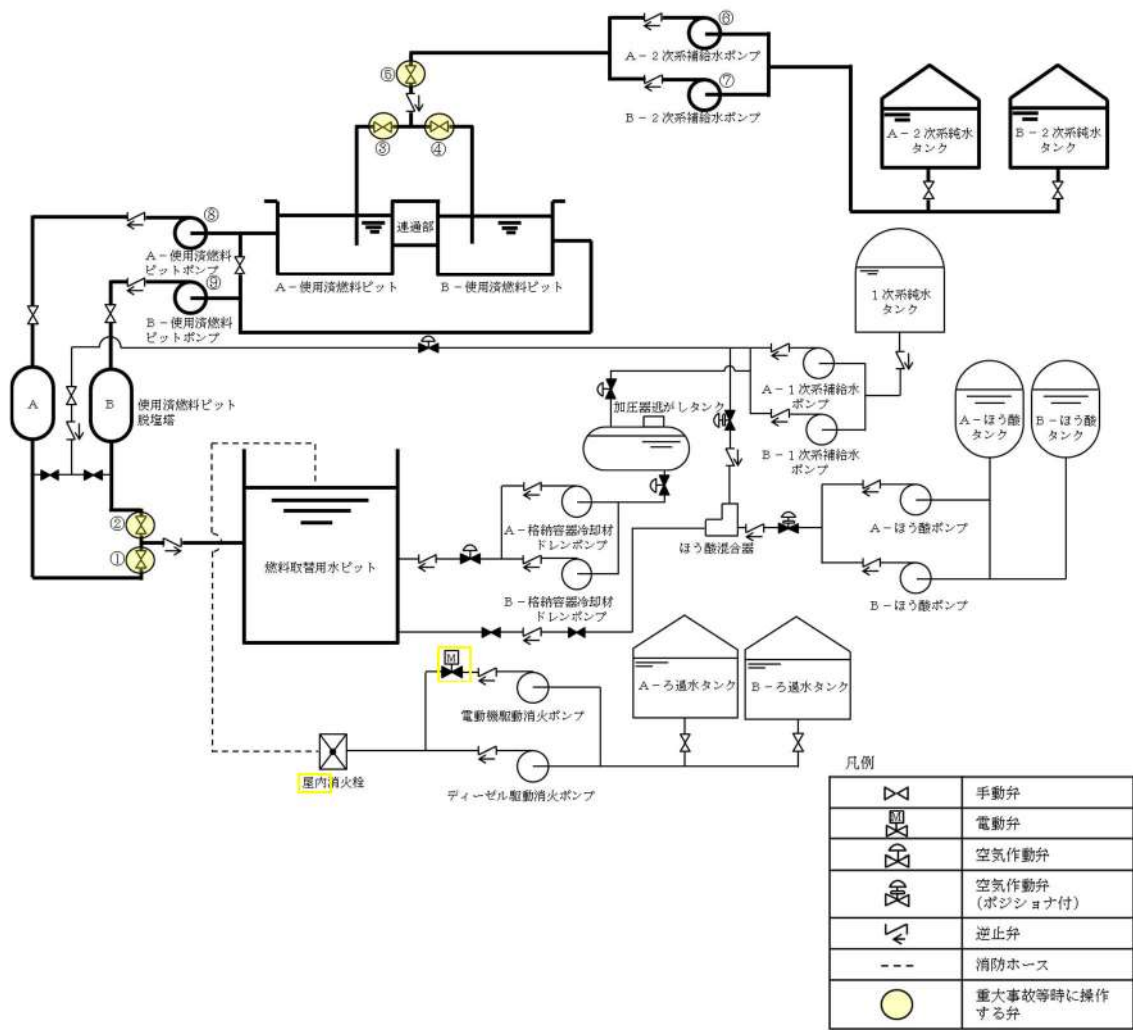 ⑥
A-2次系補給水ポンプ
⑦
B-2次系補給水ポンプ
⑤
③
④
A-2次系純水
タンク
B-2次系純水
タンク
⑧
A-使用済燃料
ピットポンプ
⑨
B-使用済燃料
ピットポンプ
連通部
A-使用済燃料ピット
B-使用済燃料ピット
1次系純水
タンク
A
B
使用済燃料ピット
脱塩塔
A-1次系補給水
ポンプ
B-1次系補給水
ポンプ
加圧器逃がしタンク
A-ほう酸
タンク
B-ほう酸
タンク
②
①
燃料取替用水ピット
A-格納容器冷却材
ドレンポンプ
B-格納容器冷却材
ドレンポンプ
ほう酸混合器
A-ほう酸ポンプ
B-ほう酸ポンプ
M
電動機駆動消火ポンプ
ディーゼル駆動消火ポンプ
屋内消火栓
A-ろ過水タンク
B-ろ過水タンク
凡例
手動弁
M
電動弁
空気作動弁
空気作動弁
(ポジショナ付)
逆止弁
消防ホース
重大事故等時に操作
する弁